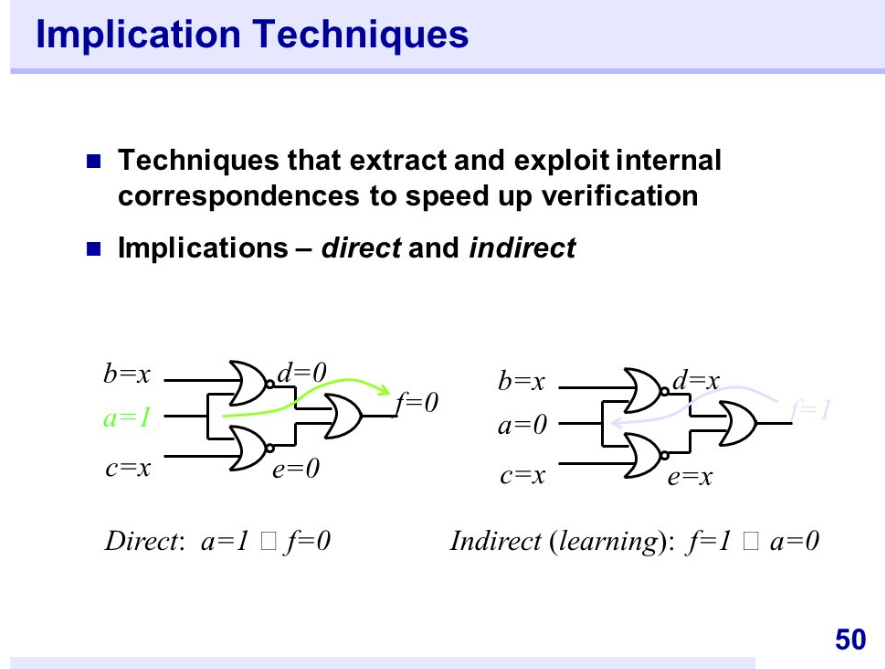 Implication Techniques
Techniques that extract and exploit internal
correspondences to speed up verification
Implications – direct and indirect
b=x
d=0
a=1
f=0
c=x
e=0
b=x
d=x
a=0
f=1
c=x
e=x
Direct: a=1 □ f=0
Indirect (learning): f=1 □ a=0
50